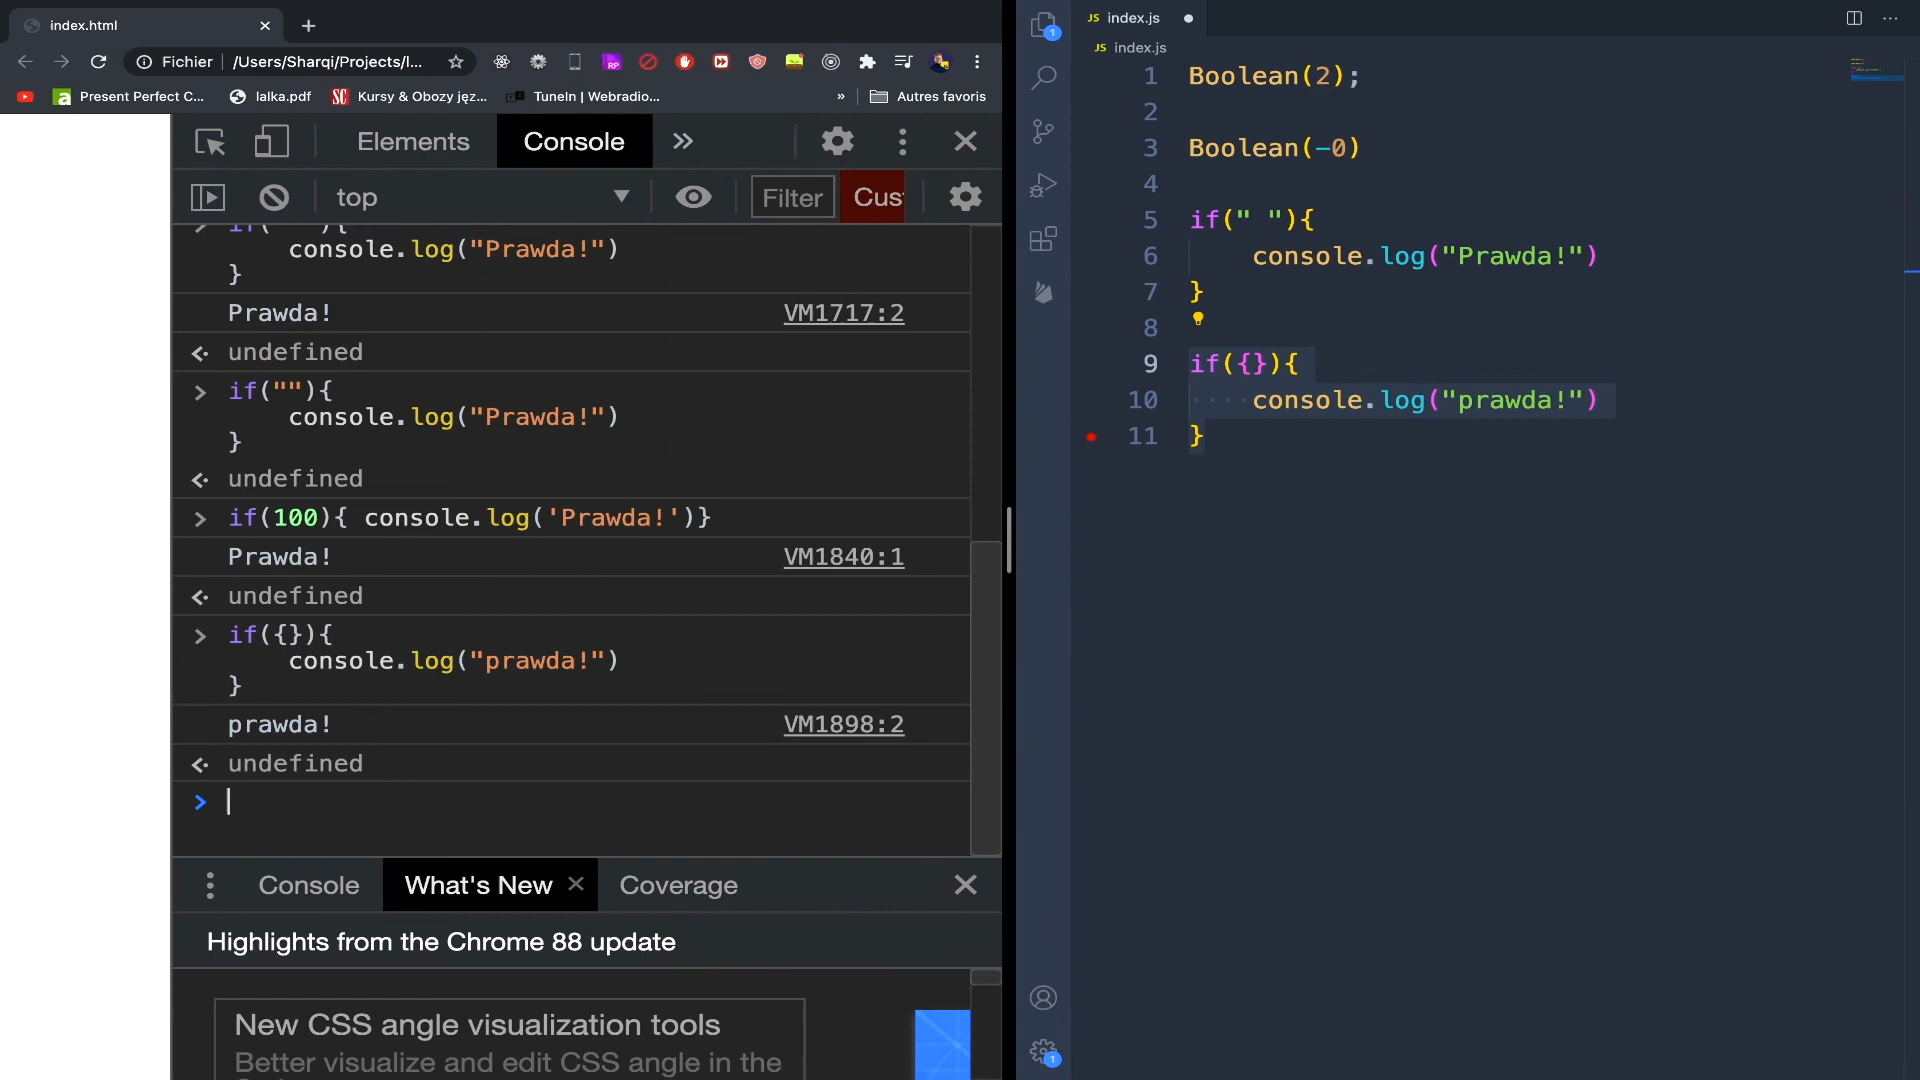 index.html
Fichier
/Users/Sharqi/Projects/l...
Present Perfect C...
lalka.pdf
Kursy & Obozy jęz...
TuneIn | Webradio...
»
Autres favoris
Elements
Console
top
Filter
Cus
console.log("Prawda!")
}
Prawda!
VM1717:2
undefined
if(""){
console.log("Prawda!")
}
undefined
if(100){ console.log('Prawda!')}
Prawda!
VM1840:1
undefined
if({}){
console.log("prawda!")
}
prawda!
VM1898:2
undefined
Console
What's New
Coverage
Highlights from the Chrome 88 update
New CSS angle visualization tools
Better visualize and edit CSS angle in the
JS index.js
JS index.js
1 Boolean(2);
2
3 Boolean(-0)
4
5 if(" "){
6 console.log("Prawda!")
7 }
8
9 if({}){
10 console.log("prawda!")
11 }